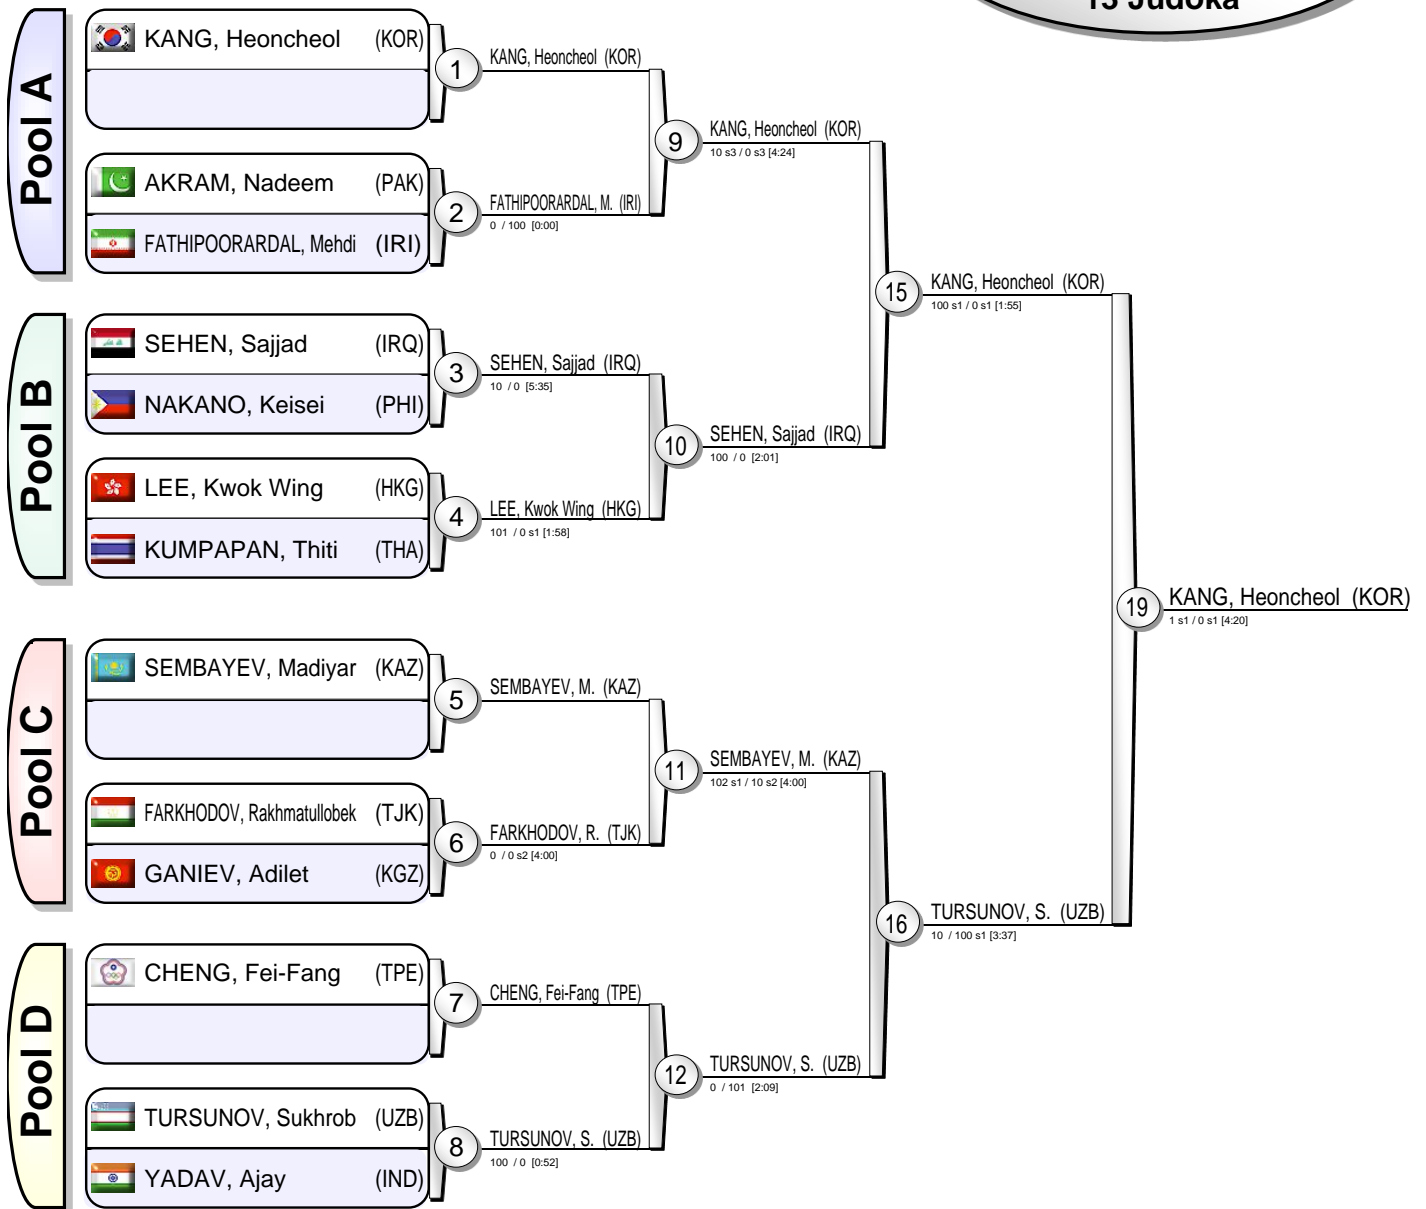 13 Judoka
Pool A
KANG, Heoncheol (KOR)
1
KANG, Heoncheol (KOR)
AKRAM, Nadeem (PAK)
FATHIPOORARDAL, Mehdi (IRI)
2
FATHIPOORARDAL, M. (IRI)
0 / 100 [0:00]
9
KANG, Heoncheol (KOR)
10 s3 / 0 s3 [4:24]
Pool B
SEHEN, Sajjad (IRQ)
NAKANO, Keisei (PHI)
3
SEHEN, Sajjad (IRQ)
10 / 0 [5:35]
LEE, Kwok Wing (HKG)
KUMPAPAN, Thiti (THA)
4
LEE, Kwok Wing (HKG)
101 / 0 s1 [1:58]
10
SEHEN, Sajjad (IRQ)
100 / 0 [2:01]
15
KANG, Heoncheol (KOR)
100 s1 / 0 s1 [1:55]
Pool C
SEMBAYEV, Madiyar (KAZ)
5
SEMBAYEV, M. (KAZ)
FARKHODOV, Rakhmatullobek (TJK)
GANIEV, Adilet (KGZ)
6
FARKHODOV, R. (TJK)
0 / 0 s2 [4:00]
11
SEMBAYEV, M. (KAZ)
102 s1 / 10 s2 [4:00]
Pool D
CHENG, Fei-Fang (TPE)
7
CHENG, Fei-Fang (TPE)
TURSUNOV, Sukhrob (UZB)
YADAV, Ajay (IND)
8
TURSUNOV, S. (UZB)
100 / 0 [0:52]
12
TURSUNOV, S. (UZB)
0 / 101 [2:09]
16
TURSUNOV, S. (UZB)
10 / 100 s1 [3:37]
19
KANG, Heoncheol (KOR)
1 s1 / 0 s1 [4:20]